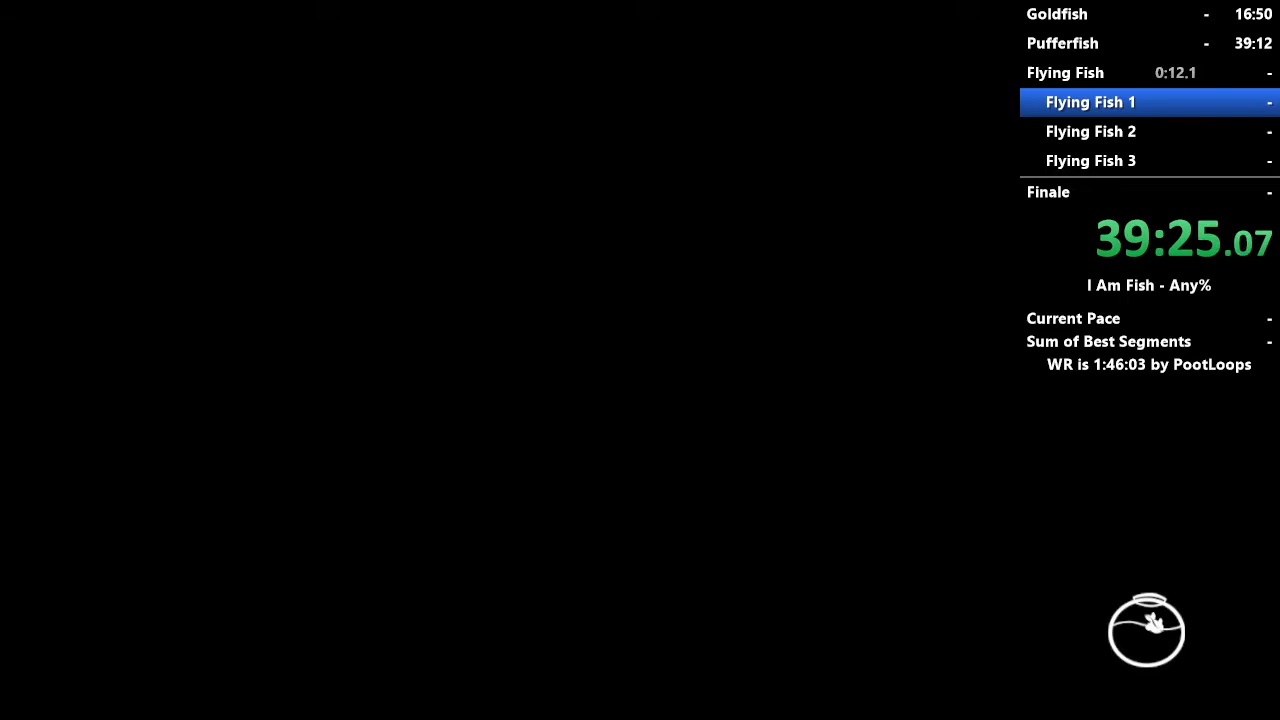 Goldfish - 16:50
Pufferfish - 39:12
Flying Fish 0:12.1 -
Flying Fish 1 -
Flying Fish 2 -
Flying Fish 3 -
Finale -
39:25.07
I Am Fish - Any%
Current Pace -
Sum of Best Segments -
WR is 1:46:03 by PootLoops